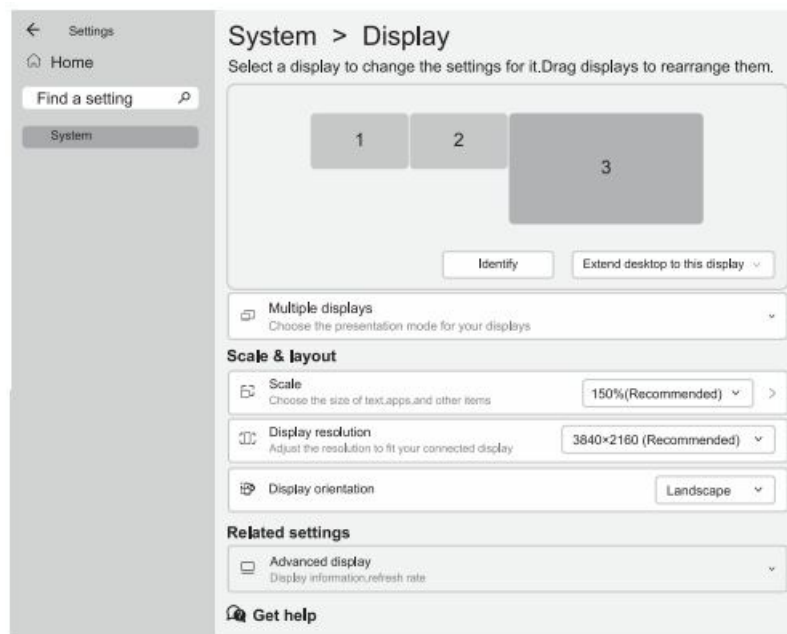 Settings
Home
Find a setting
System
System > Display
Select a display to change the settings for it.Drag displays to rearrange them.
1
2
3
Identify
Extend desktop to this display
Multiple displays
Choose the presentation mode for your displays
Scale & layout
Scale
Choose the size of text,apps,and other items
150%(Recommended)
Display resolution
Adjust the resolution to fit your connected display
3840×2160 (Recommended)
Display orientation
Landscape
Related settings
Advanced display
Display information,refresh rate
Get help